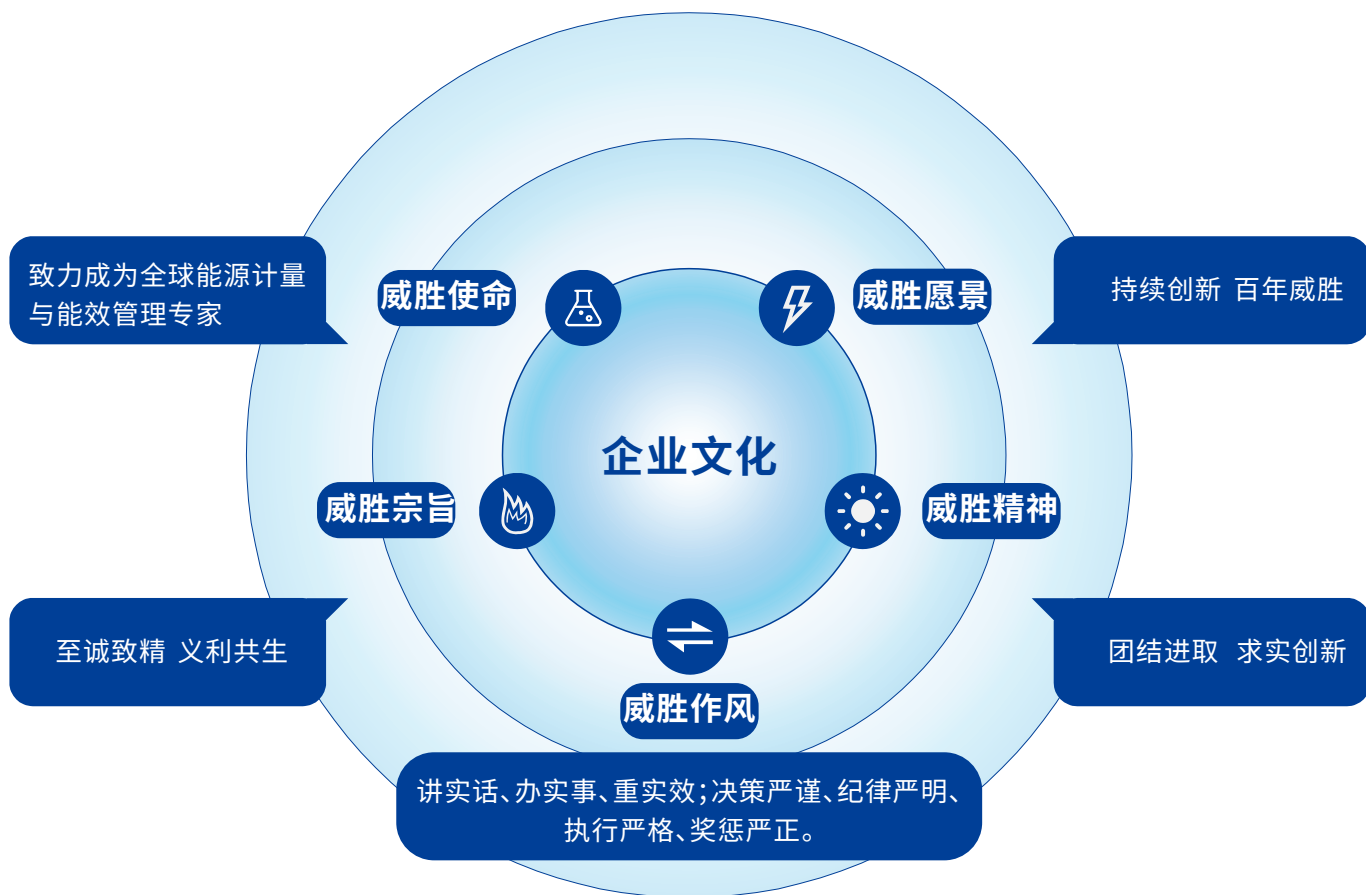 致力成为全球能源计量
与能效管理专家
威胜使命
威胜愿景
持续创新 百年威胜
企业文化
威胜宗旨
威胜精神
至诚致精 义利共生
团结进取 求实创新
威胜作风
讲实话、办实事、重实效；决策严谨、纪律严明、
执行严格、奖惩严正。